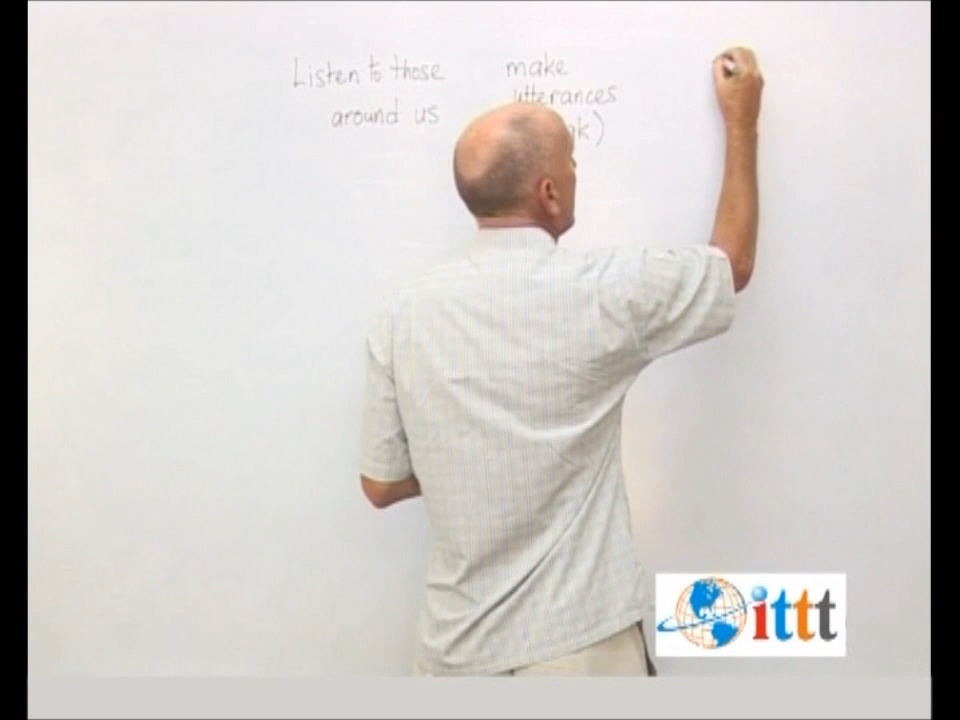 Listen to those
around us
make
utterances
ittt